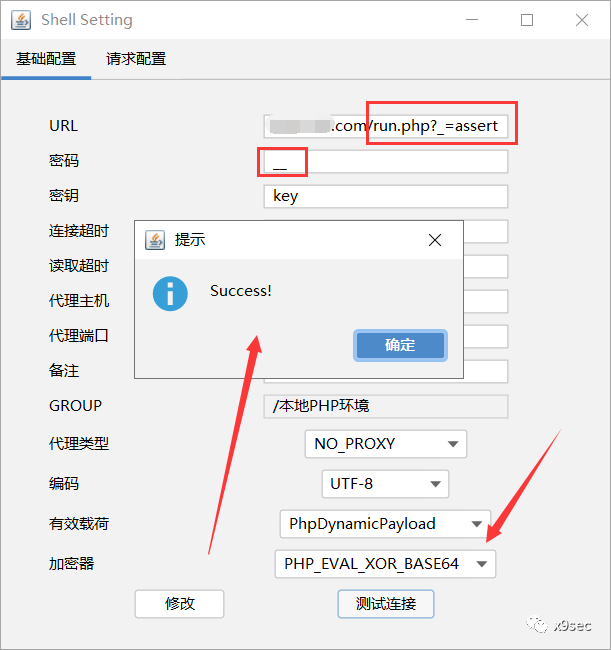 Shell Setting
基础配置 请求配置
URL .com/run.php?_=assert
密码 __
密钥 key
连接超时
读取超时
代理主机
代理端口
备注
提示
Success!
确定
GROUP /本地PHP环境
代理类型 NO_PROXY
编码 UTF-8
有效载荷 PhpDynamicPayload
加密器 PHP_EVAL_XOR_BASE64
修改 测试连接
x9sec